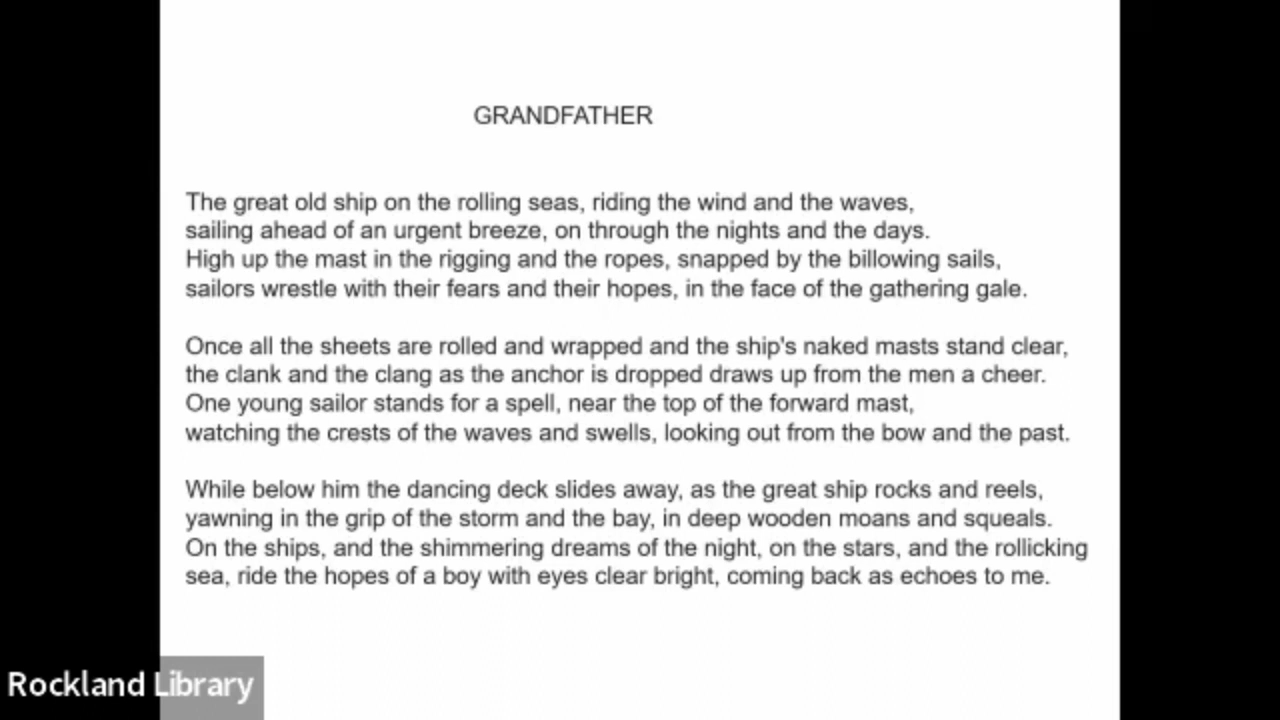 GRANDFATHER
The great old ship on the rolling seas, riding the wind and the waves,
sailing ahead of an urgent breeze, on through the nights and the days.
High up the mast in the rigging and the ropes, snapped by the billowing sails,
sailors wrestle with their fears and their hopes, in the face of the gathering gale.
Once all the sheets are rolled and wrapped and the ship's naked masts stand clear,
the clank and the clang as the anchor is dropped draws up from the men a cheer.
One young sailor stands for a spell, near the top of the forward mast,
watching the crests of the waves and swells, looking out from the bow and the past.
While below him the dancing deck slides away, as the great ship rocks and reels,
yawning in the grip of the storm and the bay, in deep wooden moans and squeals.
On the ships, and the shimmering dreams of the night, on the stars, and the rollicking
sea, ride the hopes of a boy with eyes clear bright, coming back as echoes to me.
Rockland Library